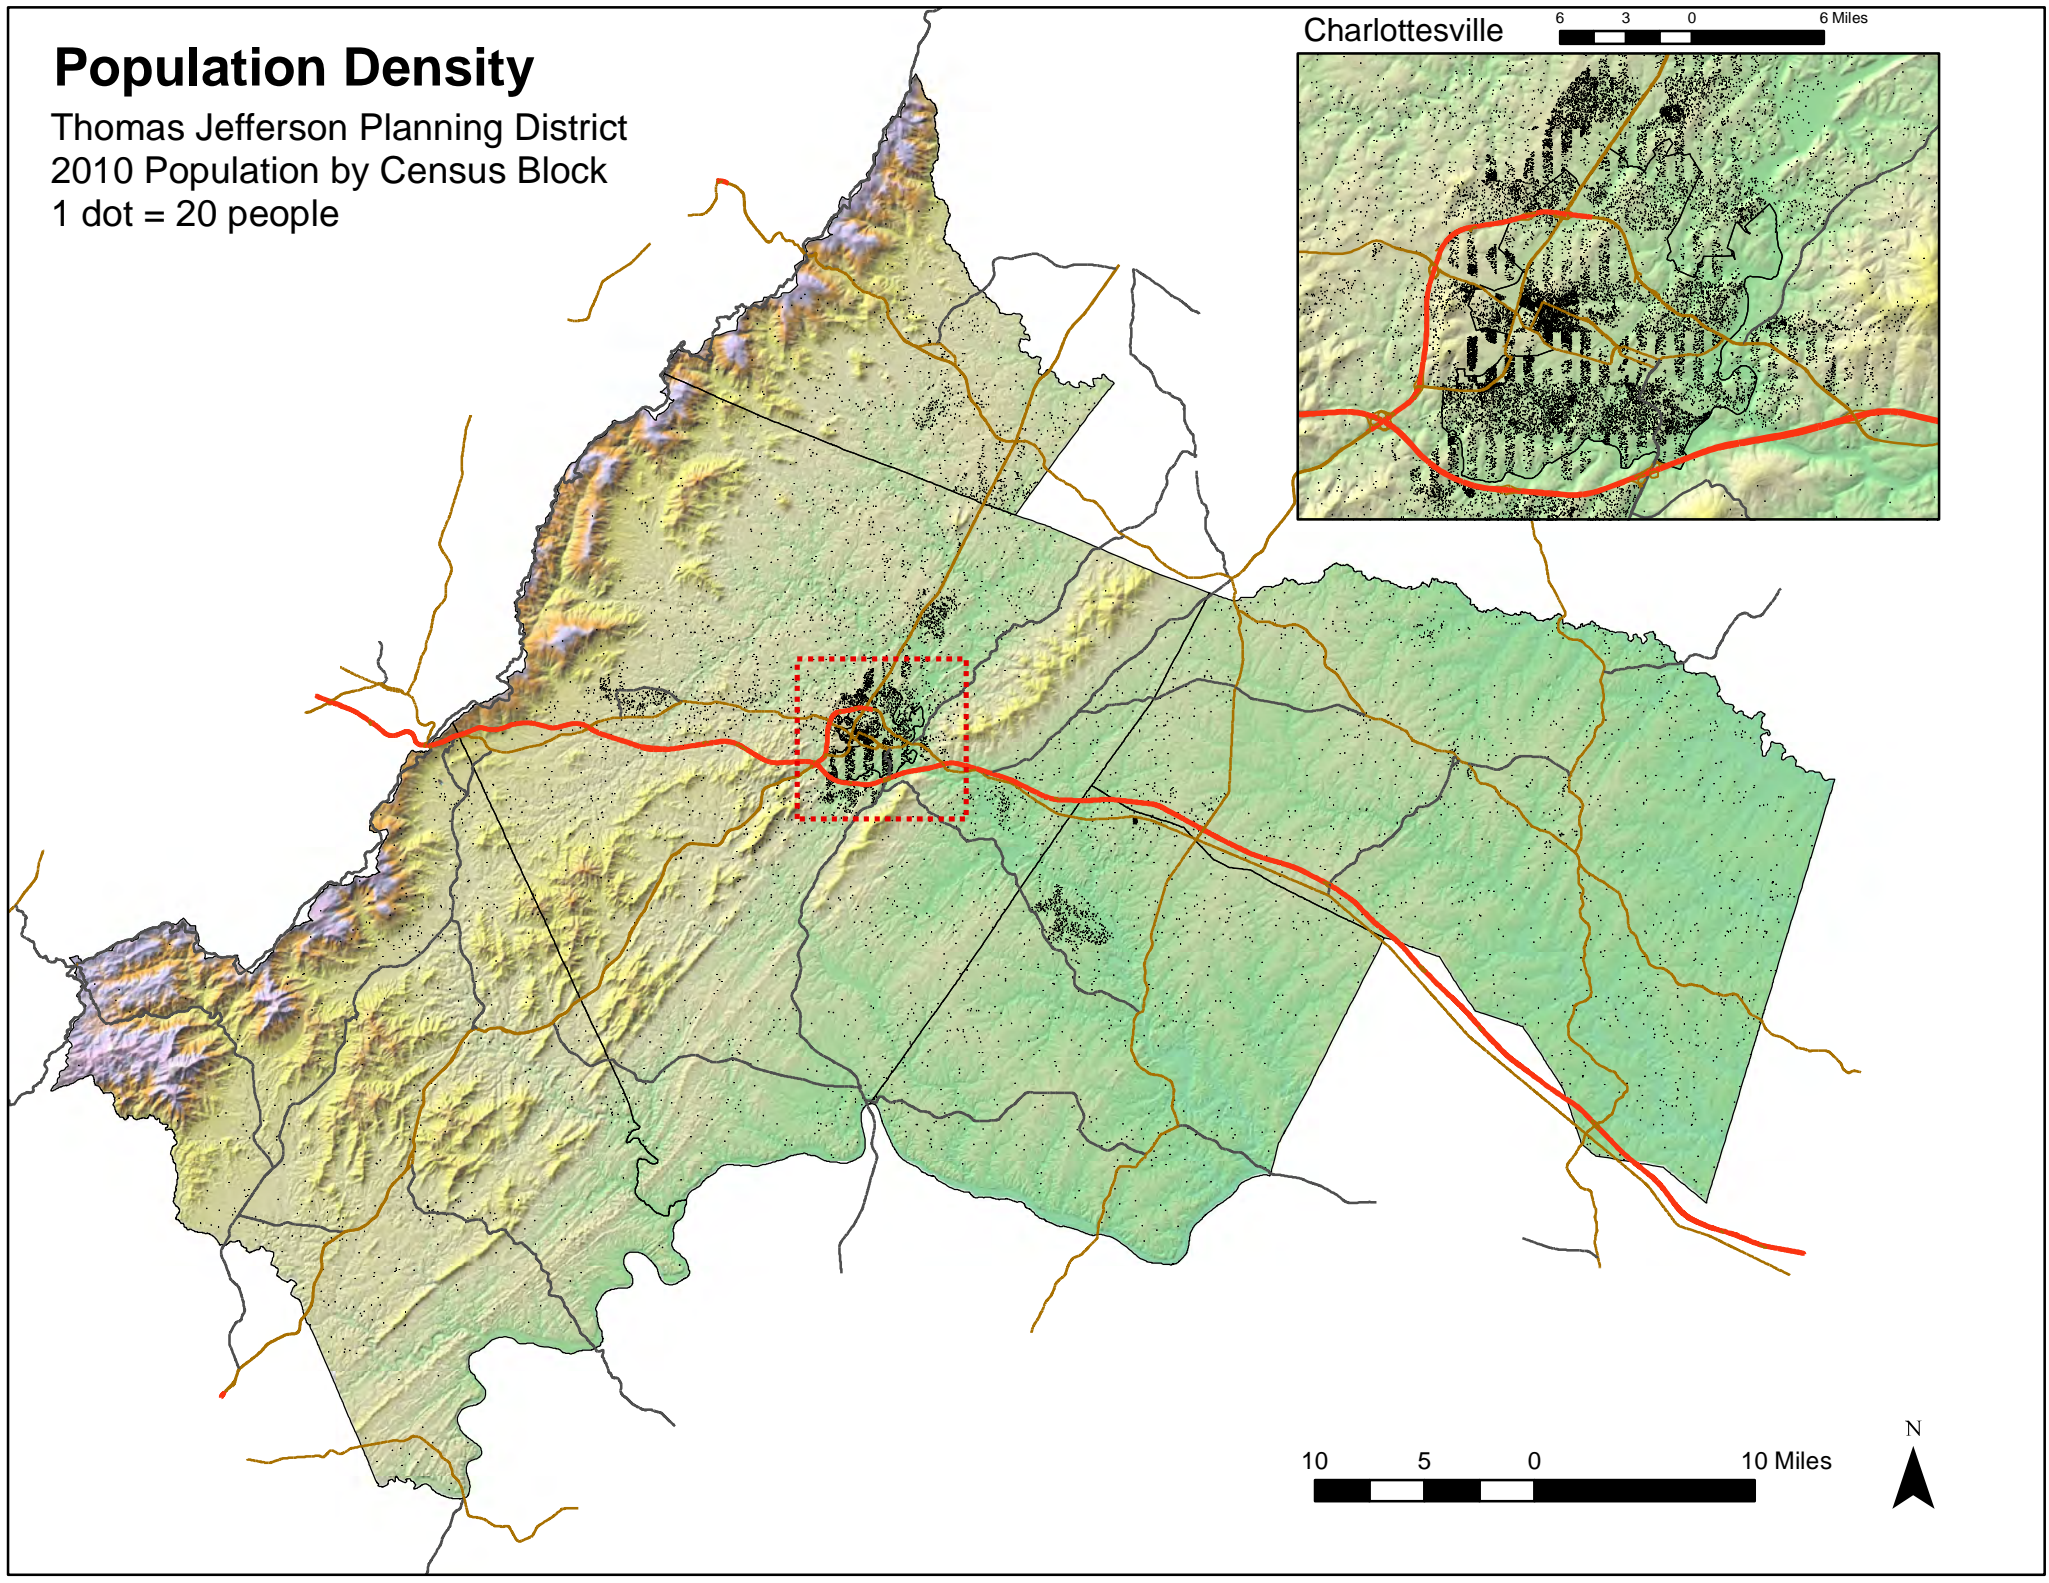 Population Density
Thomas Jefferson Planning District
2010 Population by Census Block
1 dot = 20 people
Charlottesville
6 3 0 6 Miles
10 5 0 10 Miles
N